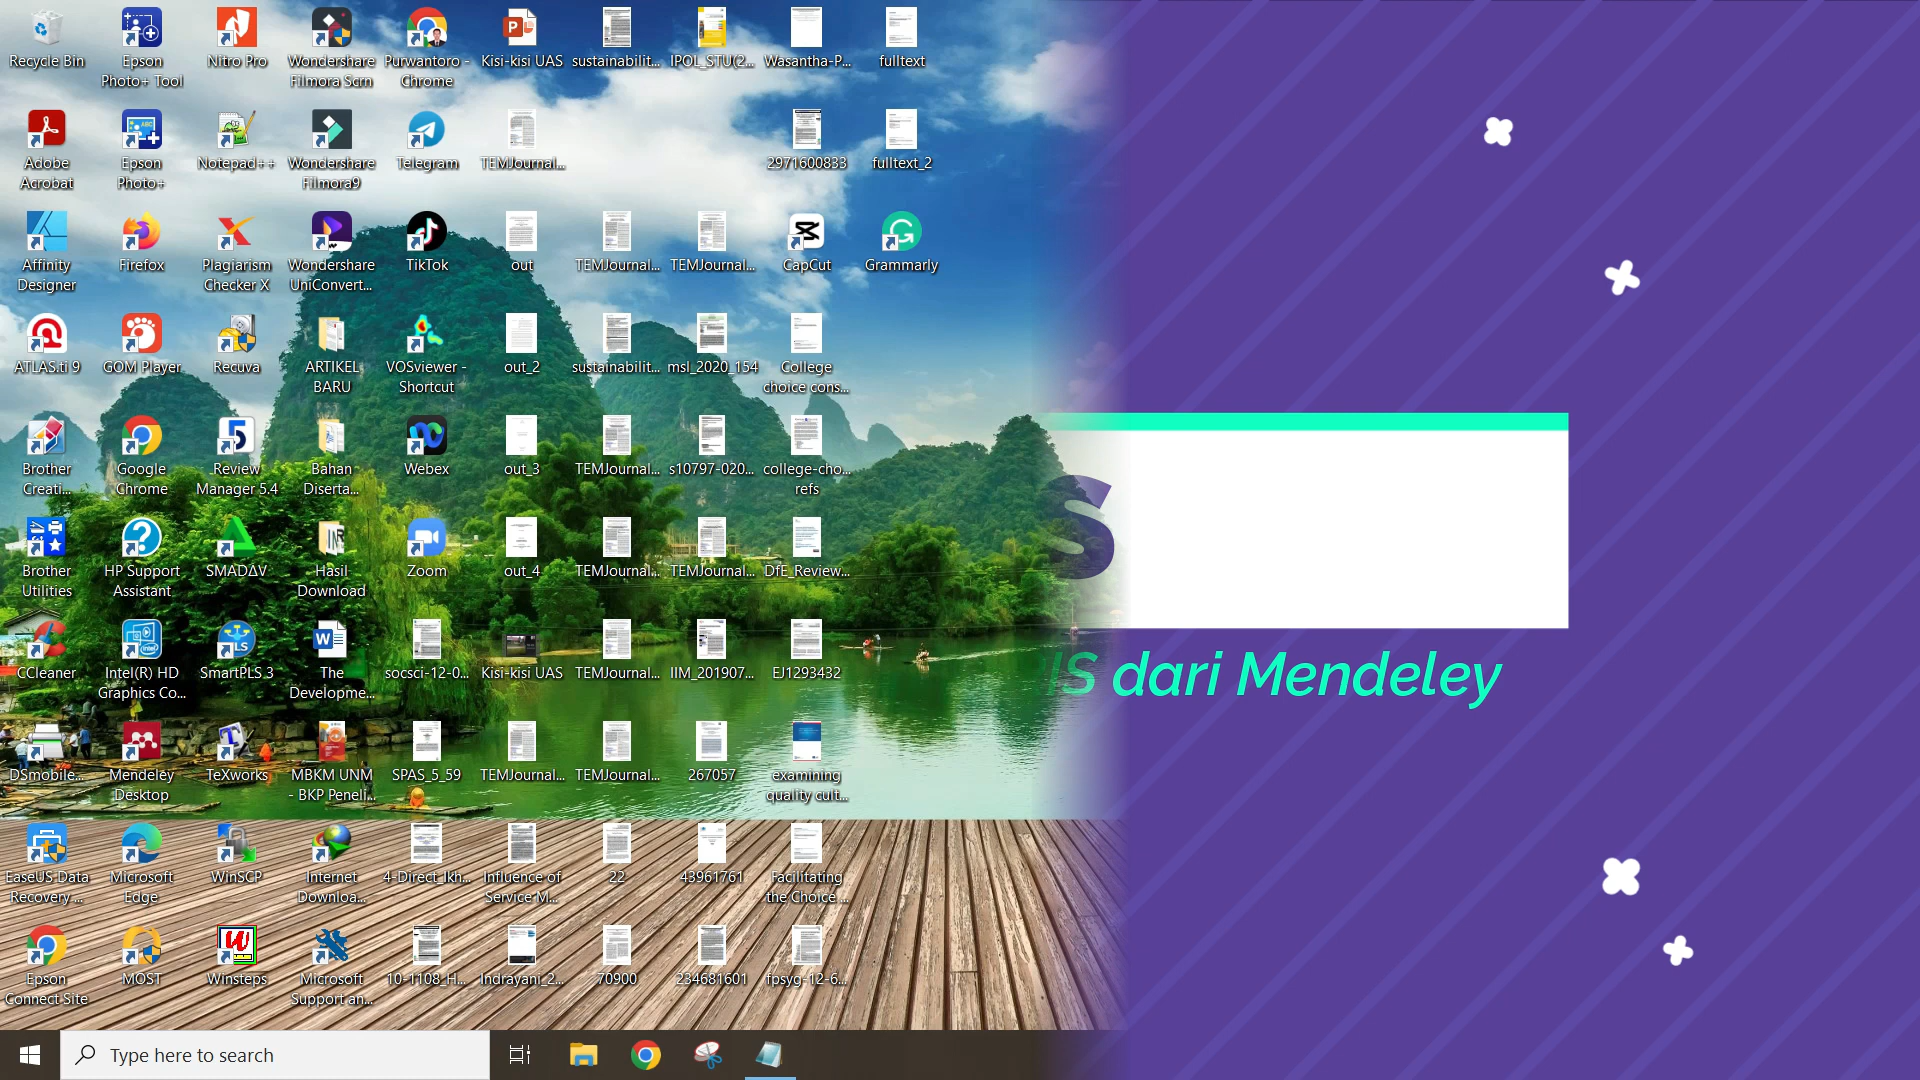 Recycle Bin
Epson
Photo+ Tool
Nitro Pro
Wondershare
Filmora Scrn
Purwantoro -
Chrome
Kisi-kisi UAS
sustainabilit...
IPOL_STU(2...
Wasantha-P...
fulltext
Adobe
Acrobat
Epson
Photo+
Notepad++
Wondershare
Filmora9
Telegram
TEMJournal...
2971600833
fulltext_2
Affinity
Designer
Firefox
Plagiarism
Checker X
Wondershare
UniConvert...
TikTok
out
TEMJournal...
TEMJournal...
CapCut
Grammarly
ATLAS.ti 9
GOM Player
Recuva
ARTIKEL
BARU
VOSviewer -
Shortcut
out_2
sustainabilit...
msl_2020_154
College
choice cons...
Brother
Creati...
Google
Chrome
Review
Manager 5.4
Bahan
Diserta...
Webex
out_3
TEMJournal...
s10797-020...
college-cho...
refs
S
Brother
Utilities
HP Support
Assistant
SMADΔV
Hasil
Download
Zoom
out_4
TEMJournal...
TEMJournal...
DfE_Review...
CCleaner
Intel(R) HD
Graphics Co...
SmartPLS 3
The
Developme...
socsci-12-0...
Kisi-kisi UAS
TEMJournal...
IIM_201907...
EJ1293432
IS dari Mendeley
DSmobile...
Mendeley
Desktop
TeXworks
MBKM UNM
- BKP Peneli...
SPAS_5_59
TEMJournal...
TEMJournal...
267057
examining
quality cult...
EaseUS Data
Recovery ...
Microsoft
Edge
WinSCP
Internet
Downloa...
4-Direct_Ikh...
Influence of
Service M...
22
43961761
Facilitating
the Choice ...
Epson
Connect Site
MOST
Winsteps
Microsoft
Support an...
10-1108_H...
Indrayani_2...
70900
234681601
fpsyg-12-6...
Type here to search